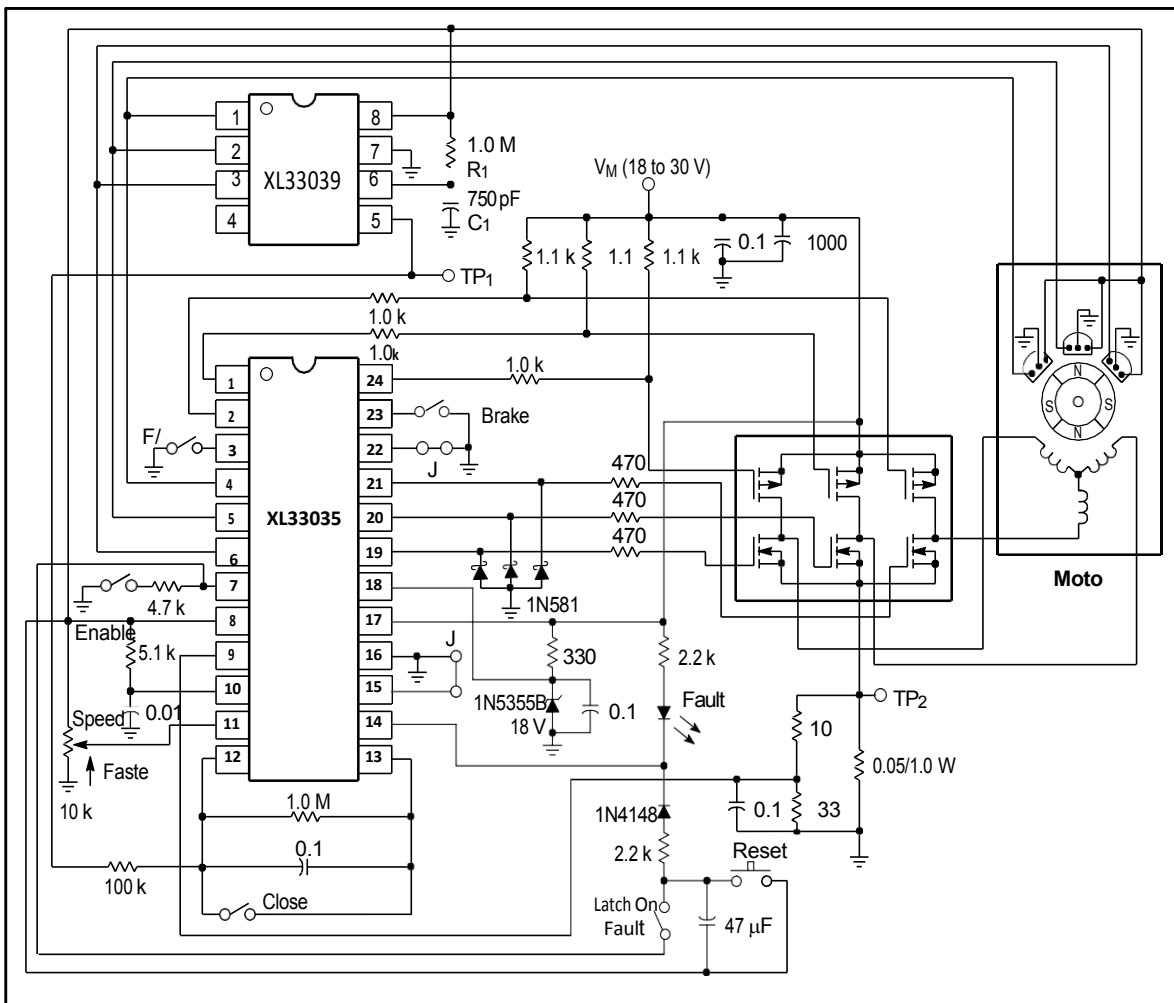 1
2
3
4
8
7
6
5
XL33039
1.0 M
R1
750 pF
C1
TP1
VM (18 to 30 V)
1.1 k
1.1
1.1 k
0.1
1000
1.0 k
1.0k
1.0 k
1
2
3
4
5
6
7
8
9
10
11
12
24
23
22
21
20
19
18
17
16
15
14
13
XL33035
F/
Brake
J
470
470
470
N
S
S
N
Moto
1N581
4.7 k
Enable
5.1 k
0.01
Speed
Faste
10 k
J
330
1N5355B
18 V
0.1
2.2 k
Fault
TP2
10
0.05/1.0 W
0.1
33
1N4148
2.2 k
Reset
1.0 M
0.1
100 k
Close
Latch On
Fault
47 μF